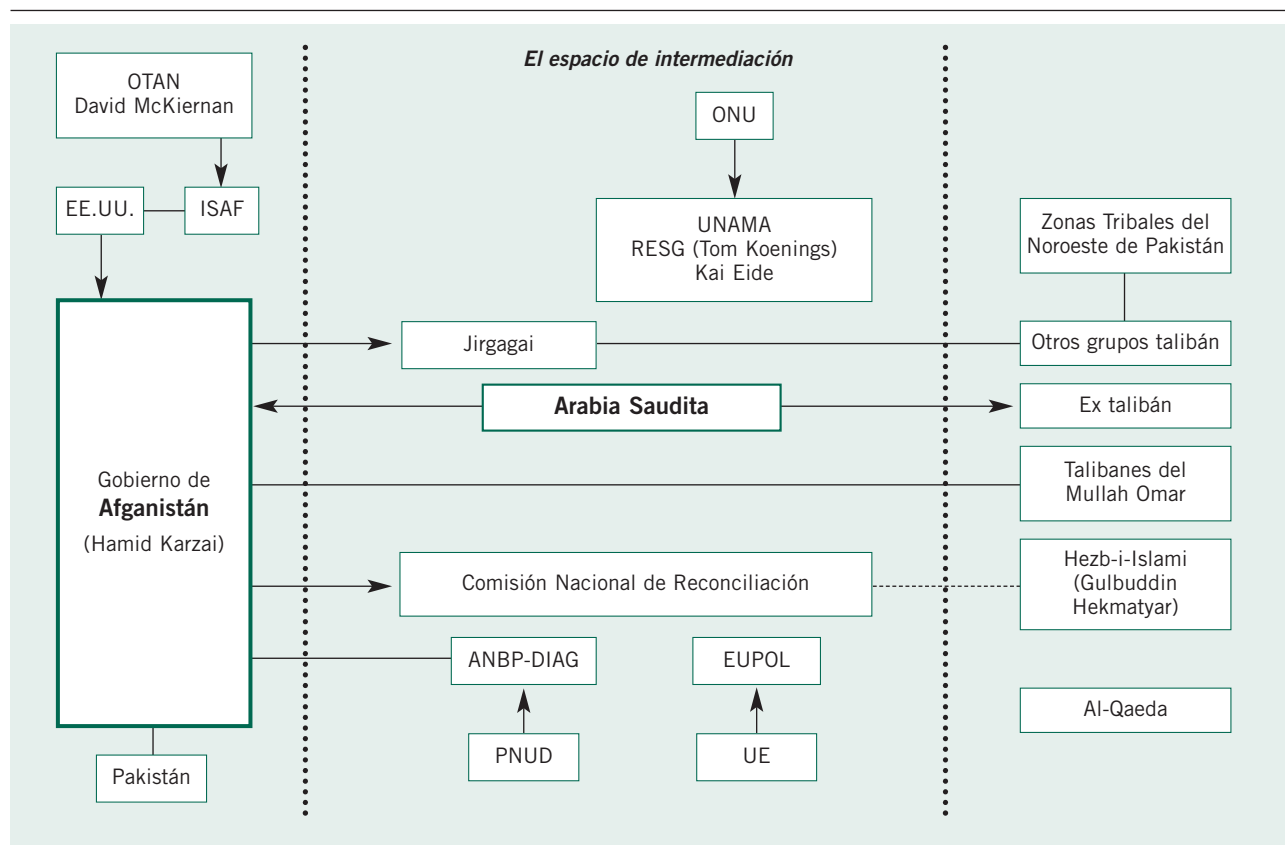 El espacio de intermediación
OTAN
David McKiernan
EE.UU.
ISAF
Gobierno de
Afganistán
(Hamid Karzai)
Pakistán
ONU
UNAMA
RESG (Tom Koenings)
Kai Eide
Jirgagai
Arabia Saudita
Comisión Nacional de Reconciliación
ANBP-DIAG
EUPOL
PNUD
UE
Zonas Tribales del
Noroeste de Pakistán
Otros grupos talibán
Ex talibán
Talibanes del
Mullah Omar
Hezb-i-Islami
(Gulbuddin
Hekmatyar)
Al-Qaeda